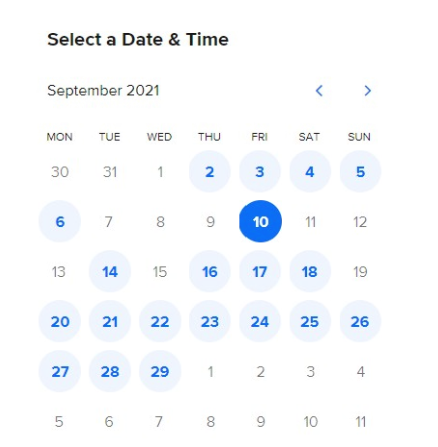 Select a Date & Time
September 2021
MON TUE WED THU FRI SAT SUN
30 31 1 2 3 4 5
6 7 8 9 10 11 12
13 14 15 16 17 18 19
20 21 22 23 24 25 26
27 28 29 1 2 3 4
5 6 7 8 9 10 11